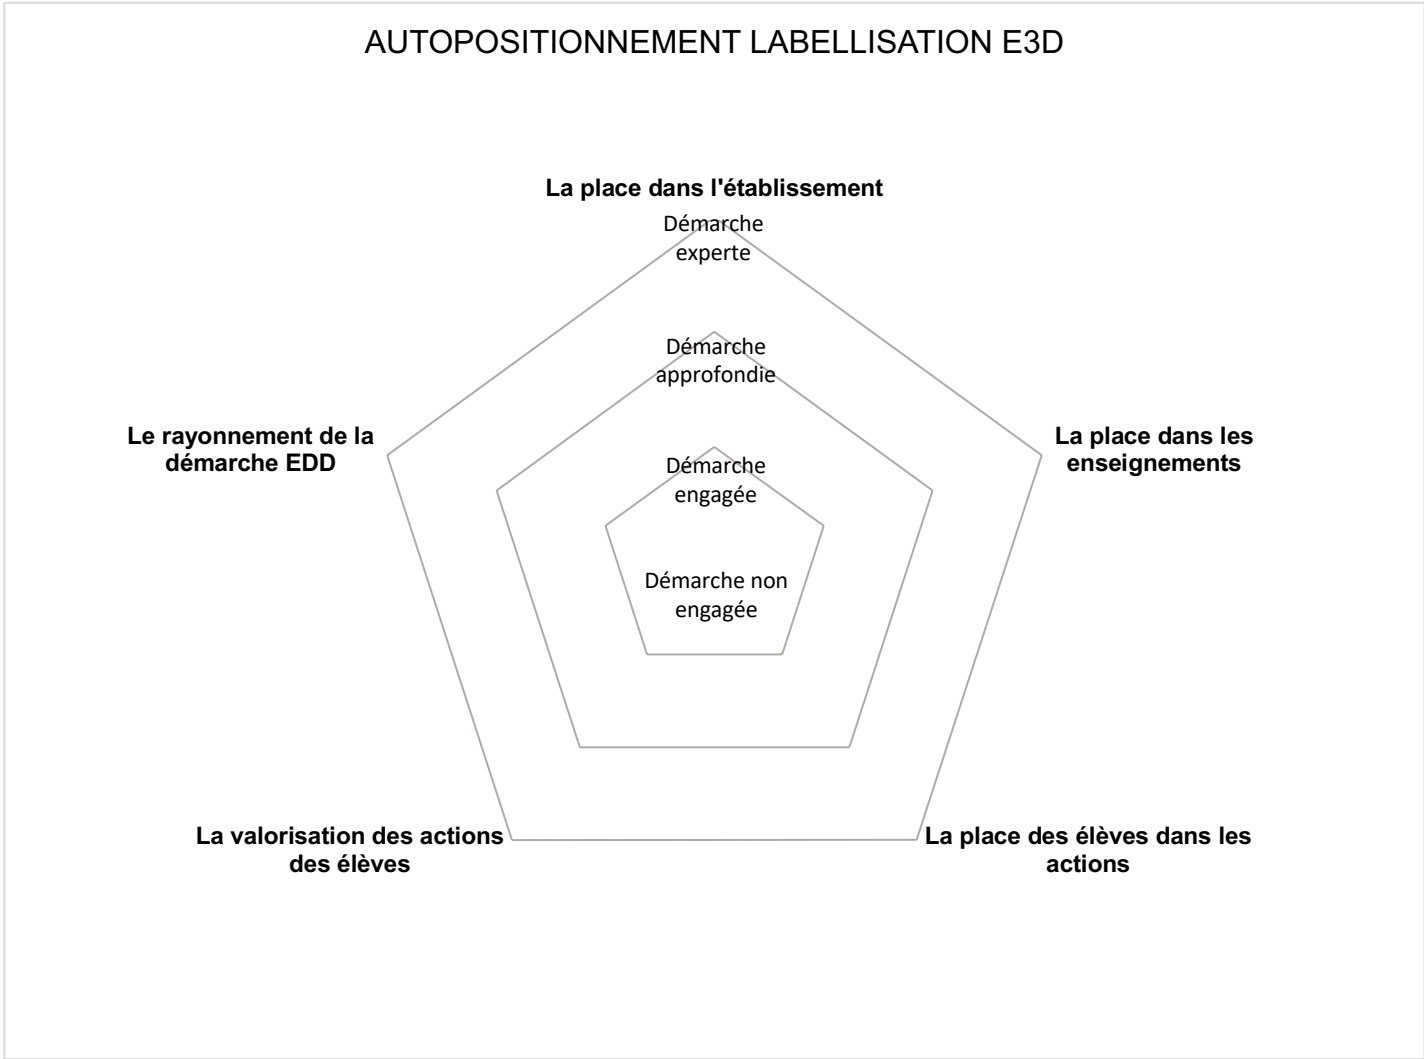 AUTOPOSITIONNEMENT LABELLISATION E3D
La place dans l'établissement
Démarche
experte
Démarche
approfondie
Le rayonnement de la
démarche EDD
La place dans les
enseignements
Démarche
engagée
Démarche non
engagée
La valorisation des actions
des élèves
La place des élèves dans les
actions